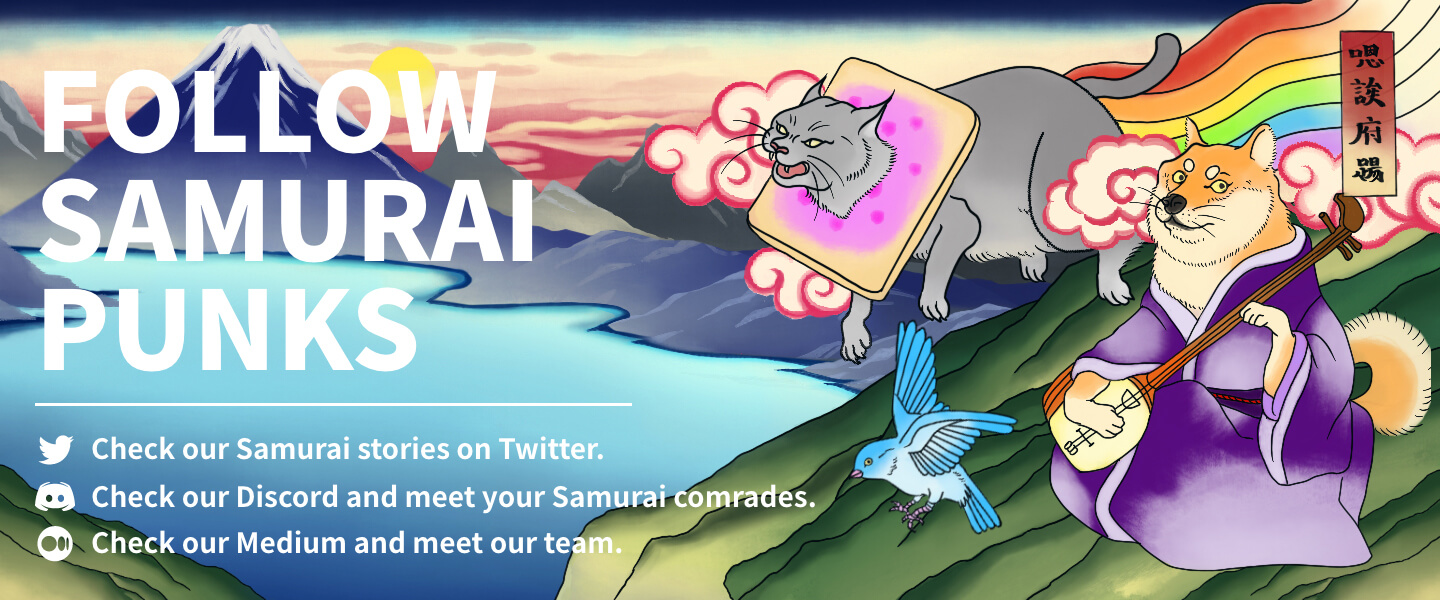 FOLLOW
SAMURAI
PUNKS
Check our Samurai stories on Twitter.
Check our Discord and meet your Samurai comrades.
Check our Medium and meet our team.